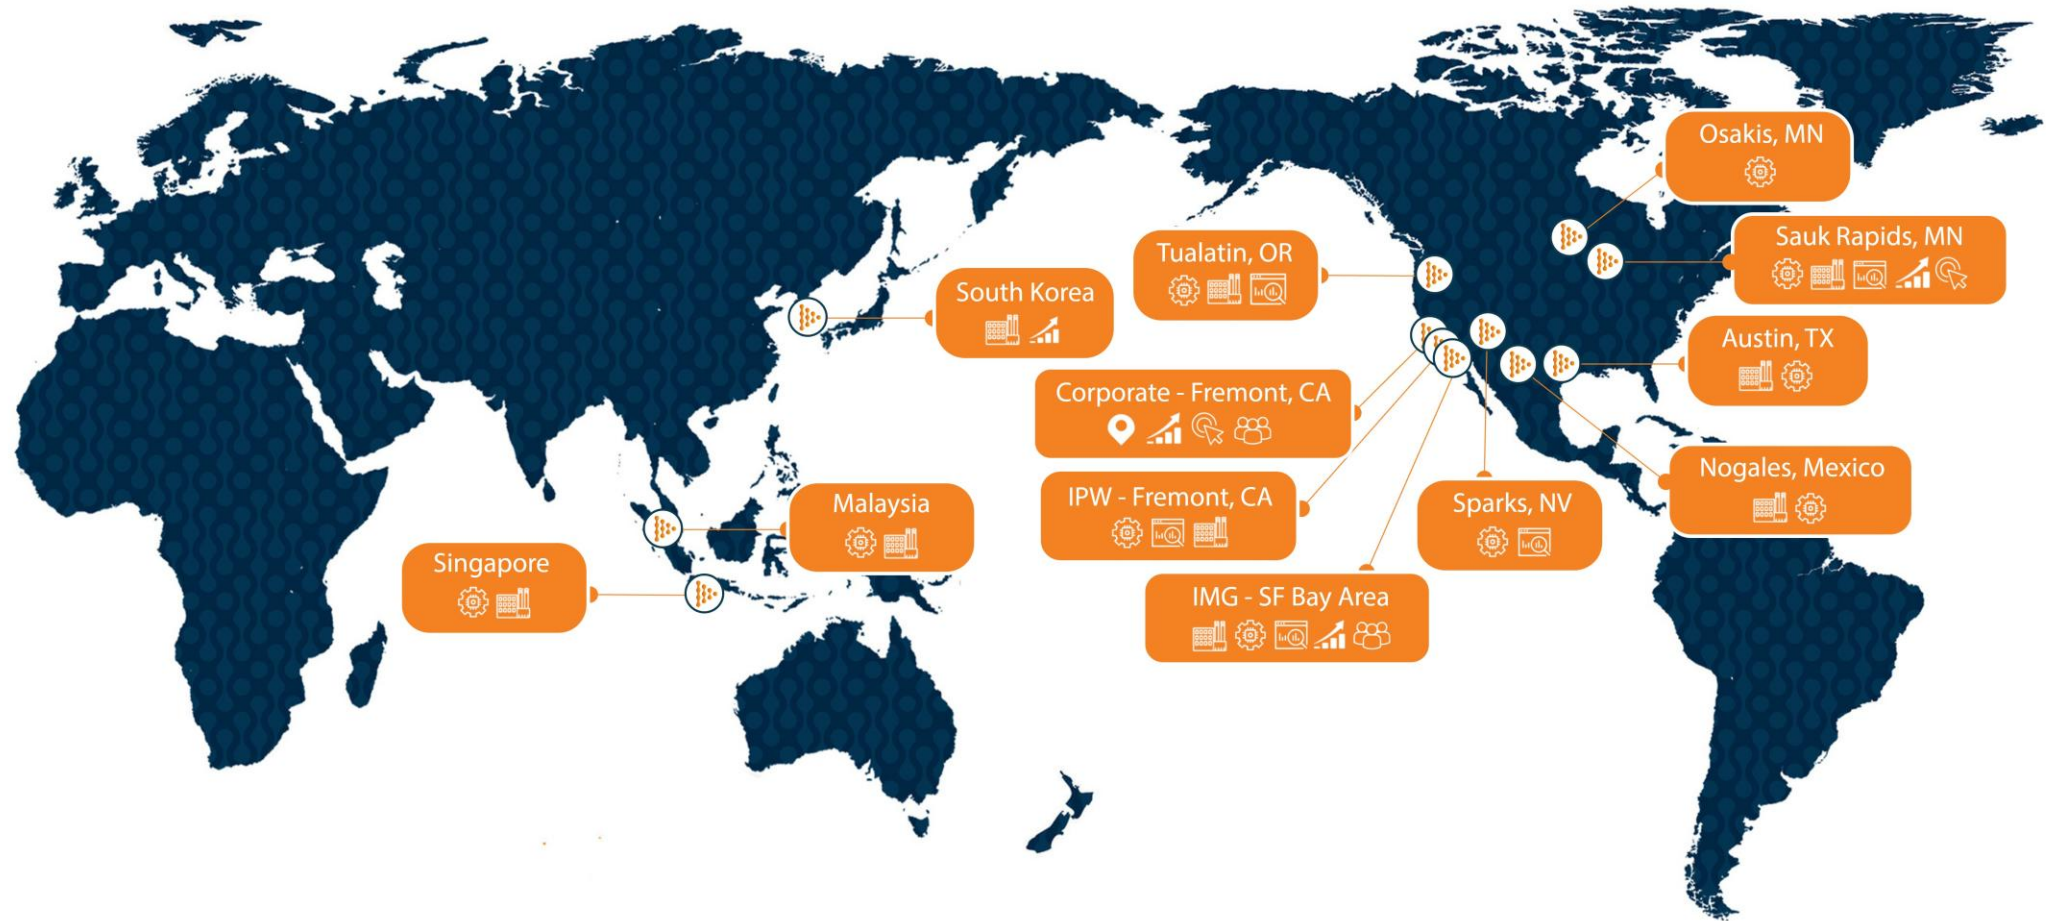 Osakis, MN
Sauk Rapids, MN
Tualatin, OR
South Korea
Austin, TX
Corporate - Fremont, CA
Nogales, Mexico
IPW - Fremont, CA
Sparks, NV
Malaysia
Singapore
IMG - SF Bay Area